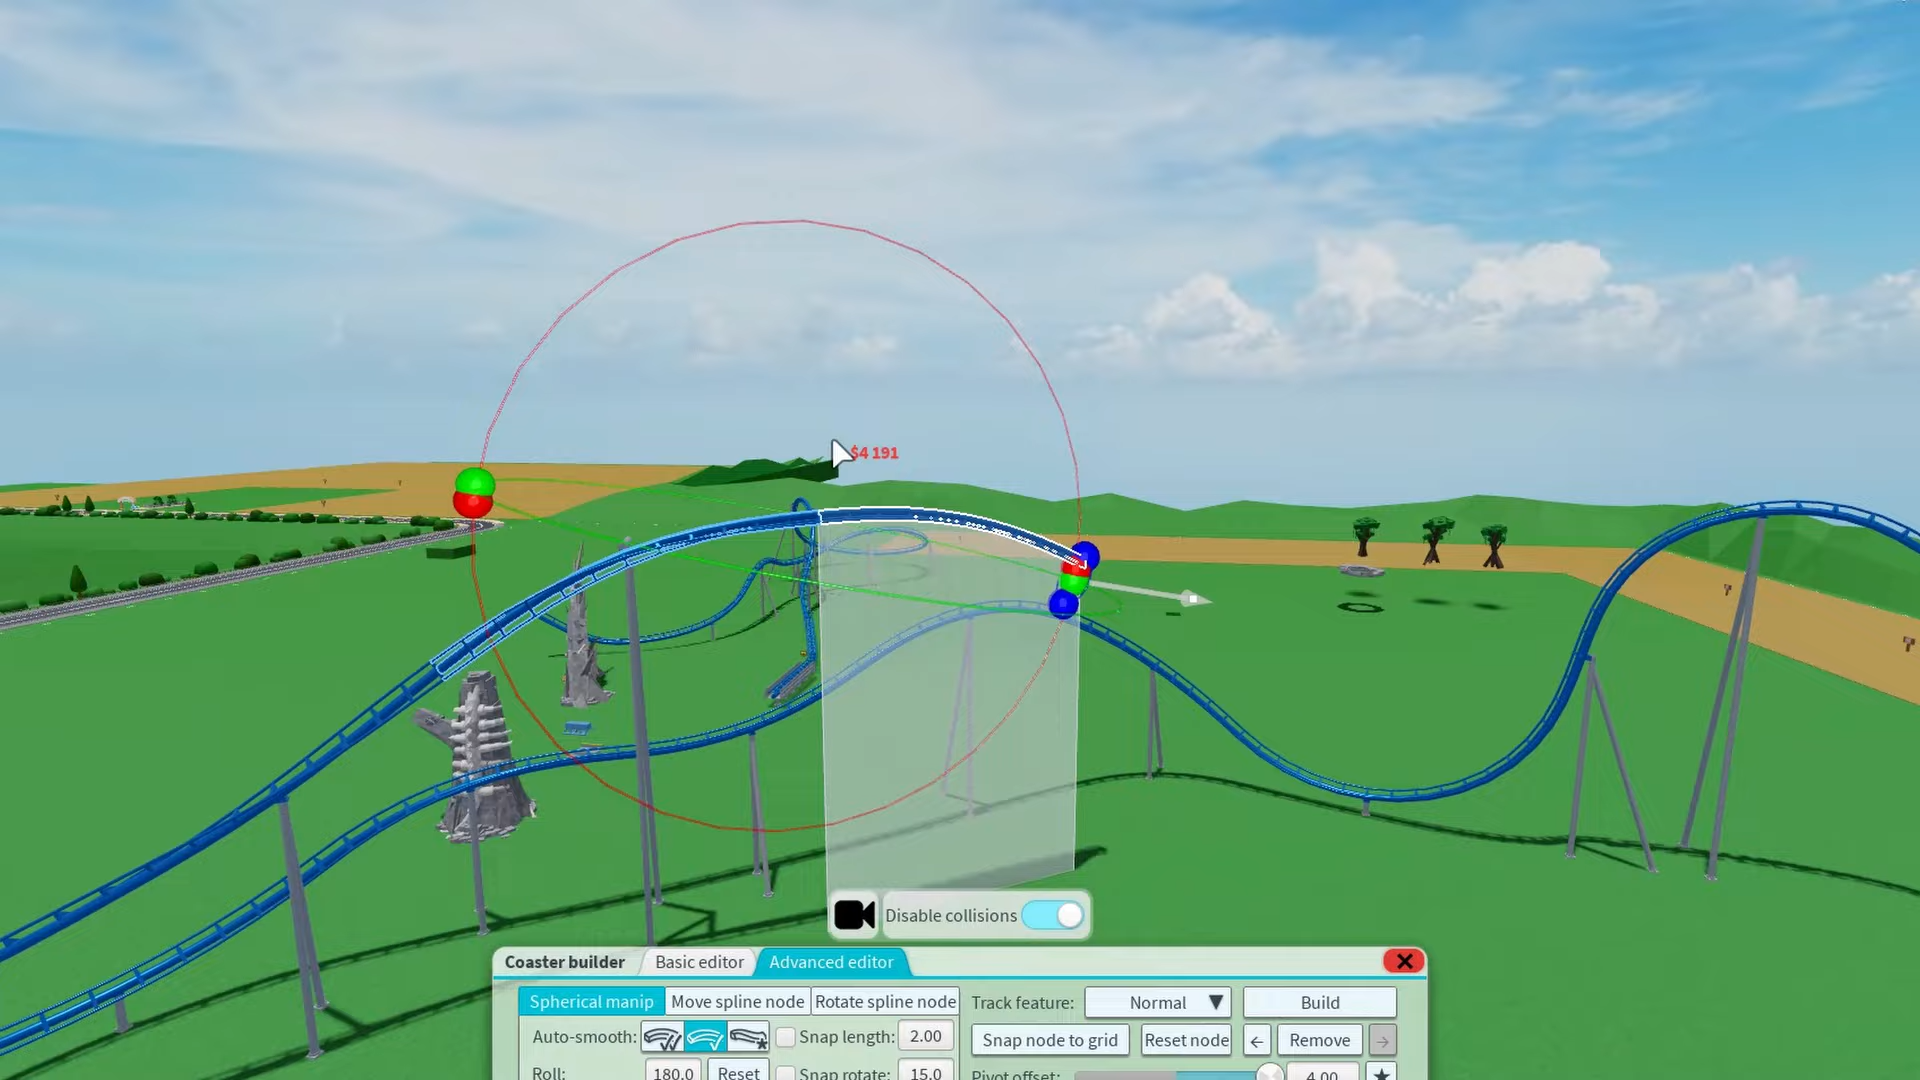 $4 191
Disable collisions
Coaster builder Basic editor Advanced editor
Spherical manip Move spline node Rotate spline node Track feature: Normal Build
Auto-smooth: Snap length: 2.00 Snap node to grid Reset node ← Remove →
Roll: 180.0 Reset Snap rotate: 15.0 Pivot offset: 4.00